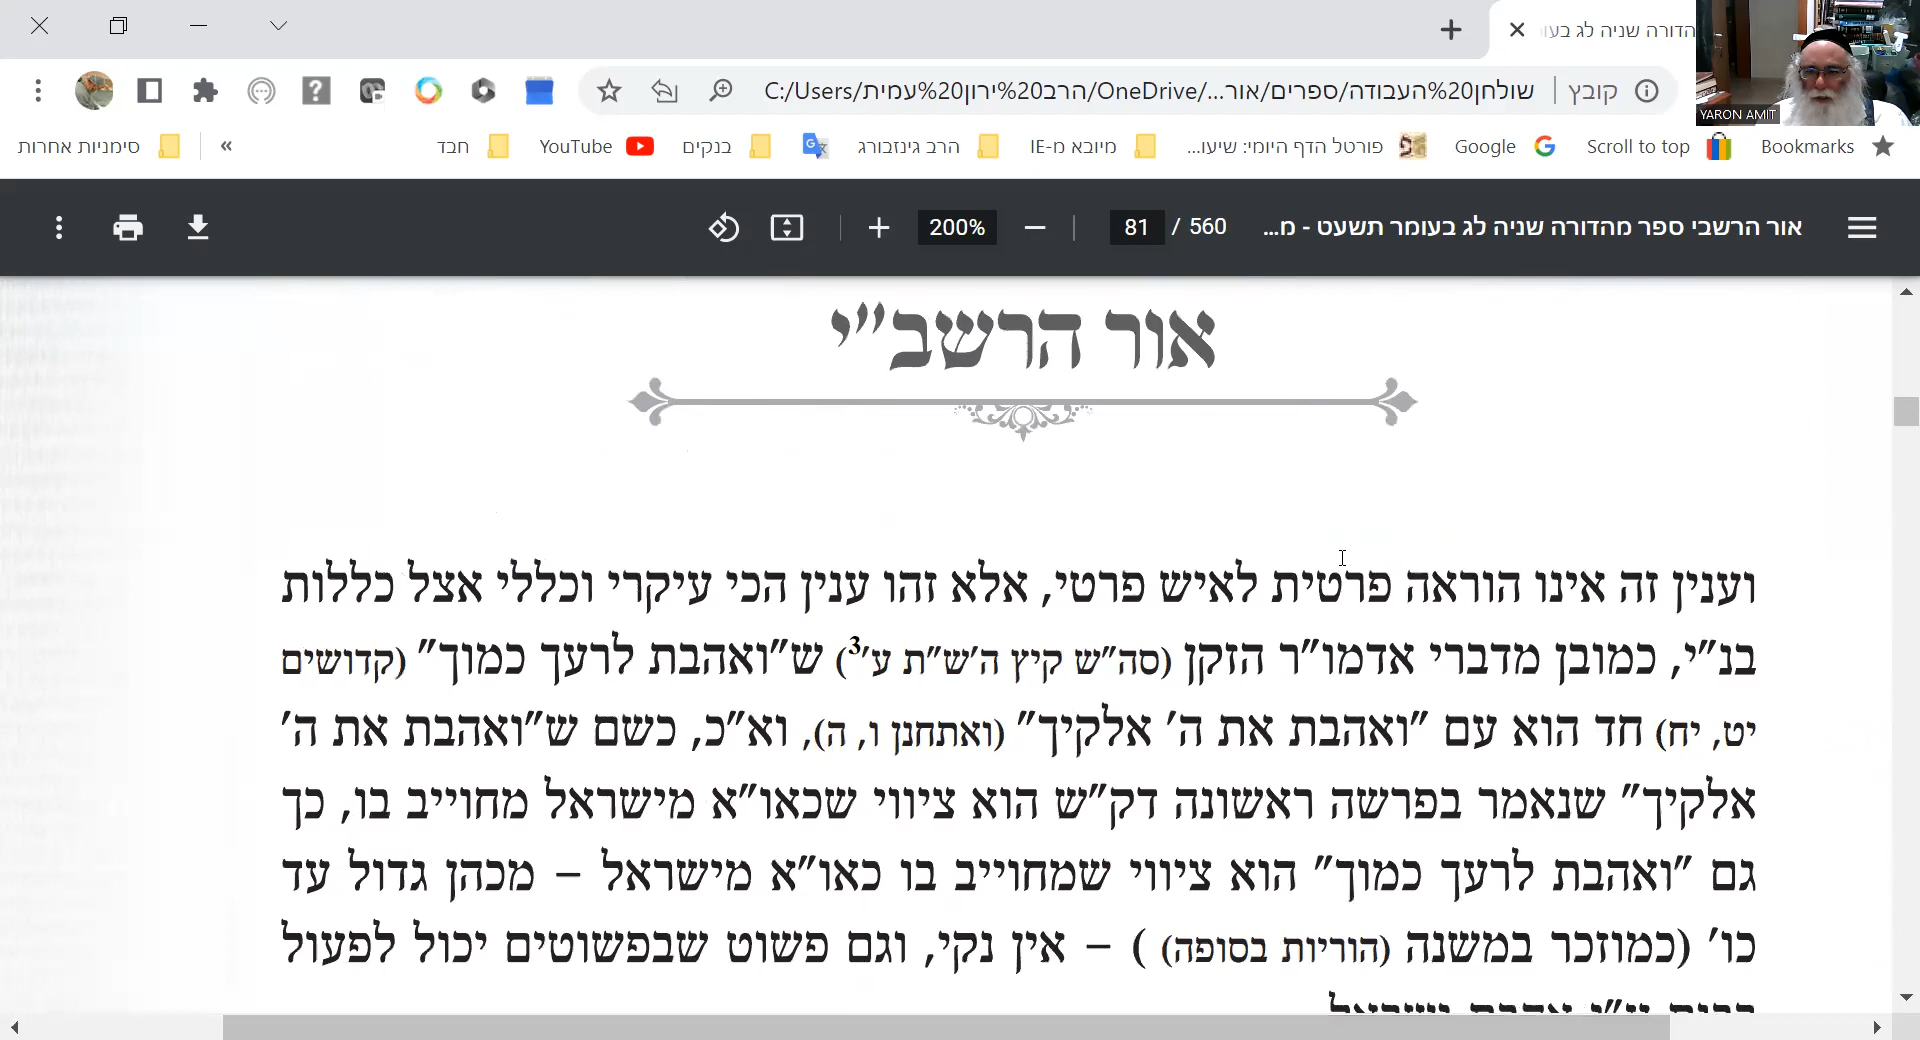 הדורה שניה לג בעו
YARON AMIT
קובץ
C:/Users/הרב%20ירון%20עמית/OneDrive/...שולחן%20העבודה/ספרים/אור
Bookmarks
Scroll to top
Google
פורטל הדף היומי: שיעו...
מיובא מ-IE
הרב גינזבורג
בנקים
YouTube
חבד
»
סימניות אחרות
אור הרשבי ספר מהדורה שניה לג בעומר תשעט - מ...
81 / 560
200%
אור הרשב"י
וענין זה אינו הוראה פרטית לאיש פרטי, אלא זהו ענין הכי עיקרי וכללי אצל כללות
בנ"י, כמובן מדברי אדמו"ר הזקן (סה"ש קיץ ה'ש"ת ע'3) ש"ואהבת לרעך כמוך" (קדושים
יט, יח) חד הוא עם "ואהבת את ה' אלקיך" (ואתחנן ו, ה), וא"כ, כשם ש"ואהבת את ה'
אלקיך" שנאמר בפרשה ראשונה דק"ש הוא ציווי שכאו"א מישראל מחוייב בו, כך
גם "ואהבת לרעך כמוך" הוא ציווי שמחוייב בו כאו"א מישראל – מכהן גדול עד
כו' (כמוזכר במשנה (הוריות בסופה) ) – אין נקי, וגם פשוט שבפשוטים יכול לפעול